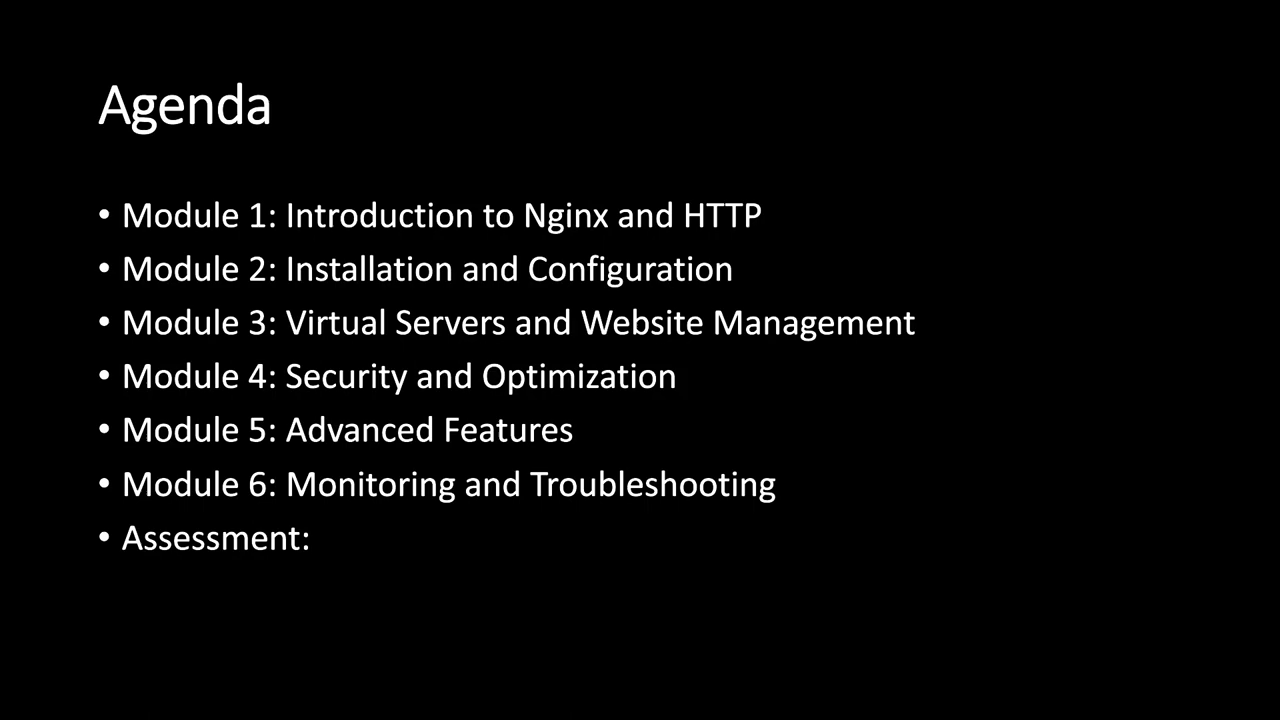 Agenda
• Module 1: Introduction to Nginx and HTTP
• Module 2: Installation and Configuration
• Module 3: Virtual Servers and Website Management
• Module 4: Security and Optimization
• Module 5: Advanced Features
• Module 6: Monitoring and Troubleshooting
• Assessment: